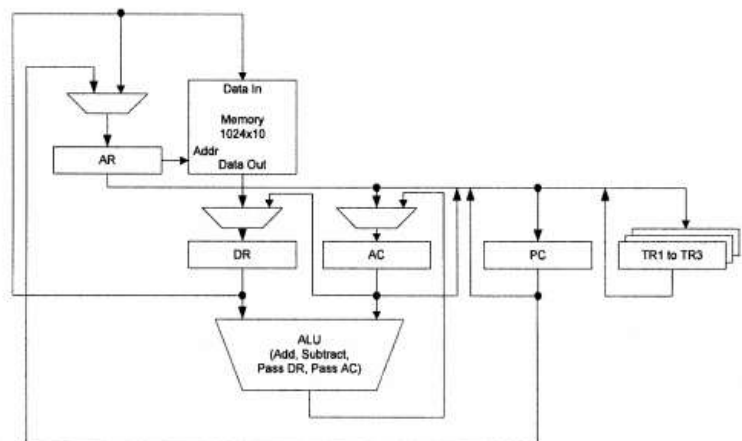 Data In
Memory
1024x10
Addr
Data Out
AR
DR
AC
PC
TR1 to TR3
ALU
(Add, Subtract,
Pass DR, Pass AC)